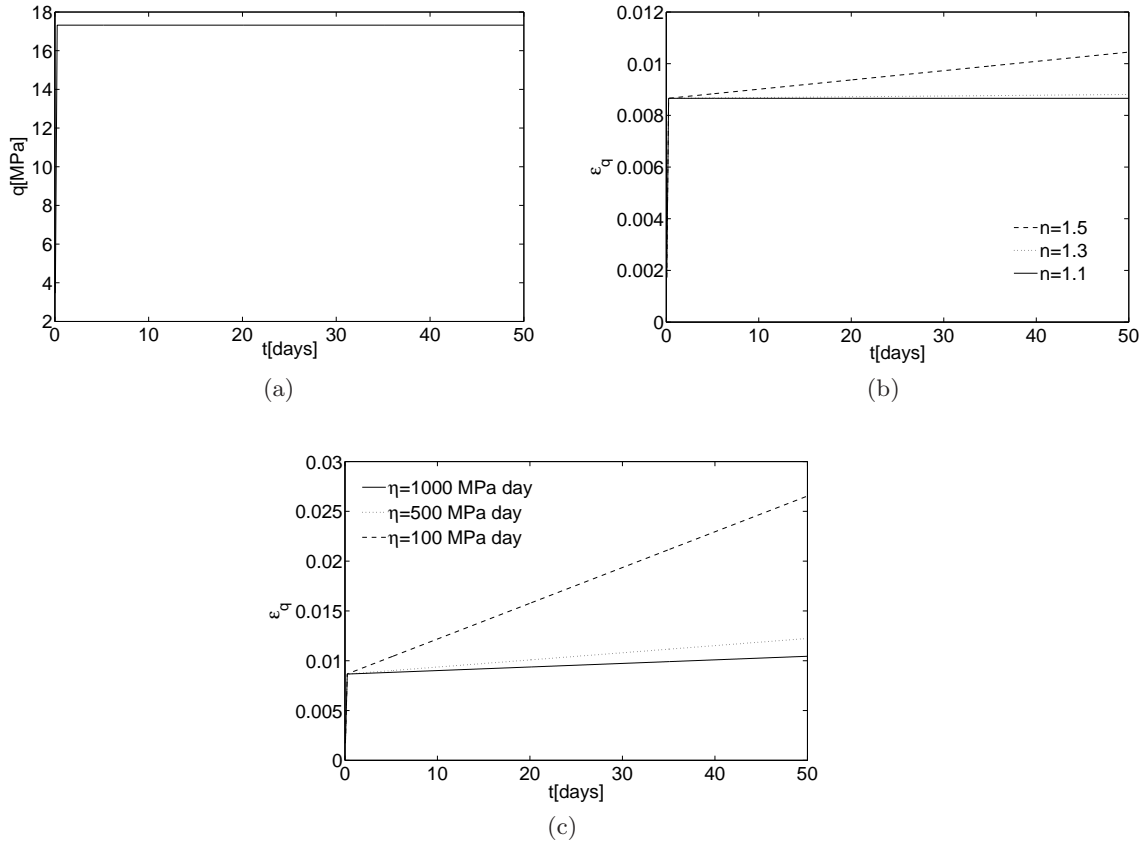 18
16
14
12
10
8
6
4
2
q[MPa]
0 10 20 30 40 50
t[days]
(a)
0.012
0.01
0.008
0.006
0.004
0.002
0
ε_q
n=1.5
n=1.3
n=1.1
0 10 20 30 40 50
t[days]
(b)
0.03
0.025
0.02
0.015
0.01
0.005
0
ε_q
η=1000 MPa day
η=500 MPa day
η=100 MPa day
0 10 20 30 40 50
t[days]
(c)